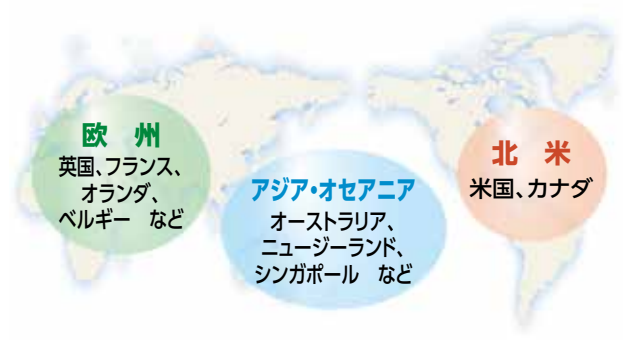 欧　州
英国、フランス、
オランダ、
ベルギー　など
アジア・オセアニア
オーストラリア、
ニュージーランド、
シンガポール　など
北　米
米国、カナダ